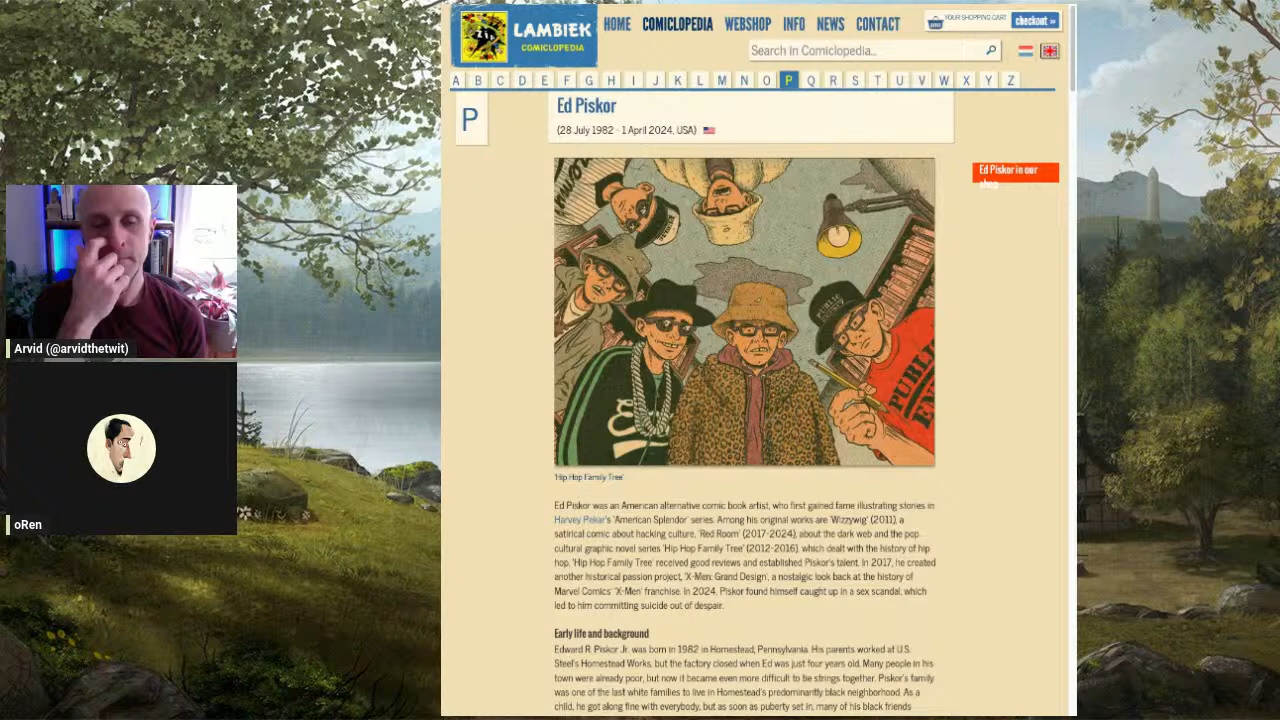 LAMBIEK
COMICLOPEDIA
HOME COMICLOPEDIA WEBSHOP INFO NEWS CONTACT
YOUR SHOPPING CART
checkout »
Search in Comiclopedia...
A B C D E F G H I J K L M N O P Q R S T U V W X Y Z
P
Ed Piskor
(28 July 1982 - 1 April 2024, USA)
Ed Piskor in our
shop
PUBLIC
'Hip Hop Family Tree'
Ed Piskor was an American alternative comic book artist, who first gained fame illustrating stories in
Harvey Pekar's 'American Splendor' series. Among his original works are 'Wizzywig' (2011), a
satirical comic about hacking culture, 'Red Room' (2017-2024), about the dark web and the pop
cultural graphic novel series 'Hip Hop Family Tree' (2012-2016), which dealt with the history of hip
hop. 'Hip Hop Family Tree' received good reviews and established Piskor's talent. In 2017, he created
another historical passion project, 'X-Men: Grand Design', a nostalgic look back at the history of
Marvel Comics' 'X-Men' franchise. In 2024, Piskor found himself caught up in a sex scandal, which
led to him committing suicide out of despair.
Early life and background
Edward R. Piskor Jr. was born in 1982 in Homestead, Pennsylvania. His parents worked at U.S.
Steel's Homestead Works, but the factory closed when Ed was just four years old. Many people in his
town were already poor, but now it became even more difficult to tie strings together. Piskor's family
was one of the last white families to live in Homestead's predominantly black neighborhood. As a
child, he got along fine with everybody, but as soon as puberty set in, many of his black friends
Arvid (@arvidthetwit)
oRen